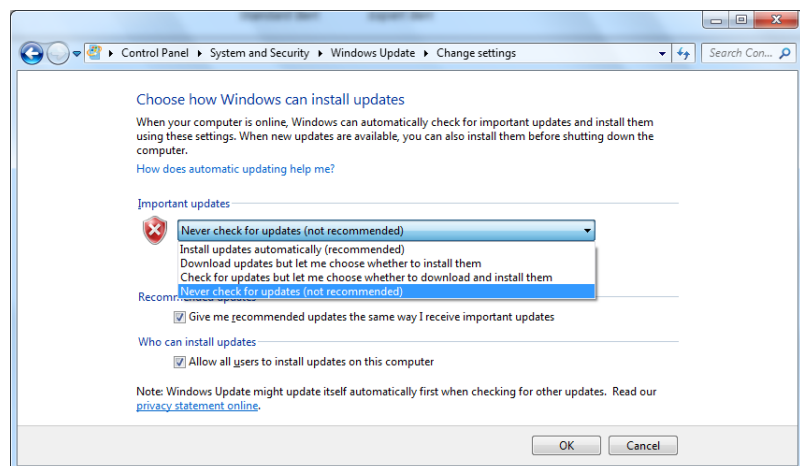 Control Panel ▸ System and Security ▸ Windows Update ▸ Change settings
Search Con...
Choose how Windows can install updates
When your computer is online, Windows can automatically check for important updates and install them
using these settings. When new updates are available, you can also install them before shutting down the
computer.
How does automatic updating help me?
Important updates
Never check for updates (not recommended)
Install updates automatically (recommended)
Download updates but let me choose whether to install them
Check for updates but let me choose whether to download and install them
Never check for updates (not recommended)
Recommended updates
Give me recommended updates the same way I receive important updates
Who can install updates
Allow all users to install updates on this computer
Note: Windows Update might update itself automatically first when checking for other updates. Read our
privacy statement online.
OK
Cancel